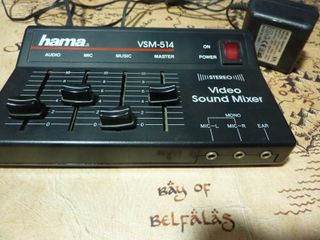 hama®
VSM-514
ON
AUDIO MIC MUSIC MASTER
POWER
STEREO
Video
Sound Mixer
MONO
MIC-L MIC-R EAR
BAY OF
BELFALAS